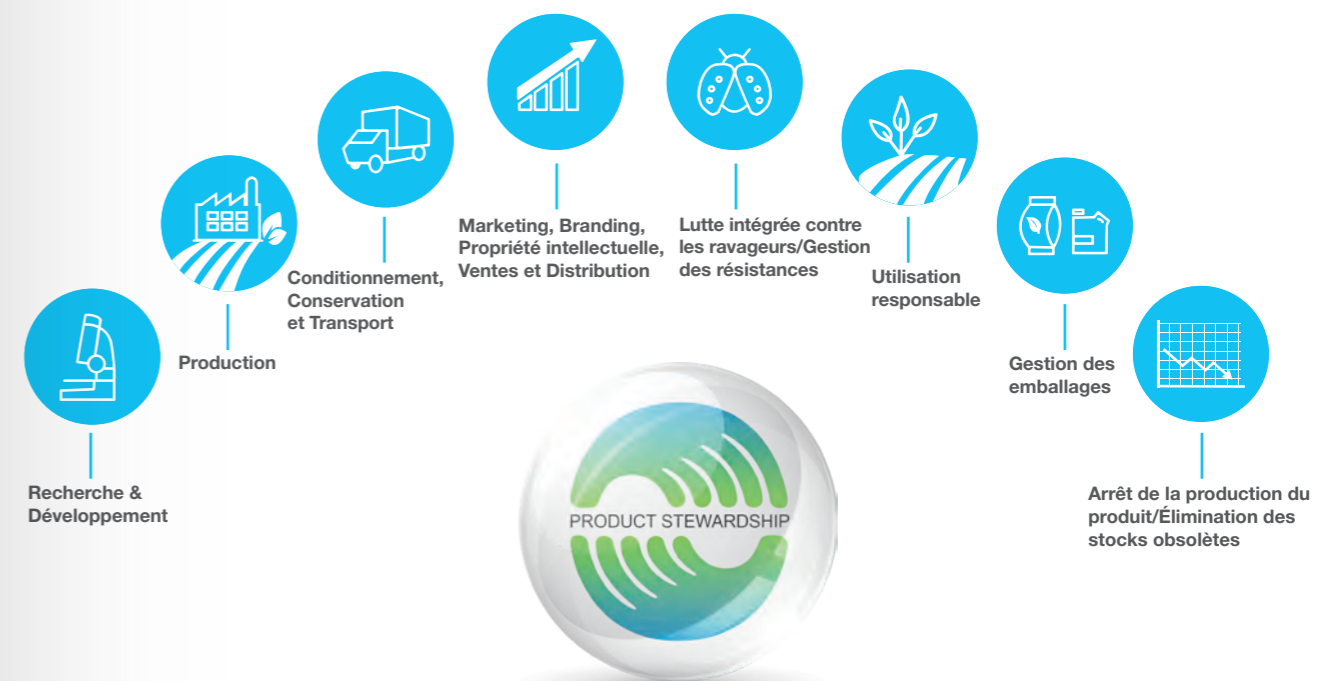 Recherche &
Développement
Production
Conditionnement,
Conservation
et Transport
Marketing, Branding,
Propriété intellectuelle,
Ventes et Distribution
Lutte intégrée contre
les ravageurs/Gestion
des résistances
Utilisation
responsable
Gestion des
emballages
Arrêt de la production du
produit/Élimination des
stocks obsolètes
PRODUCT STEWARDSHIP